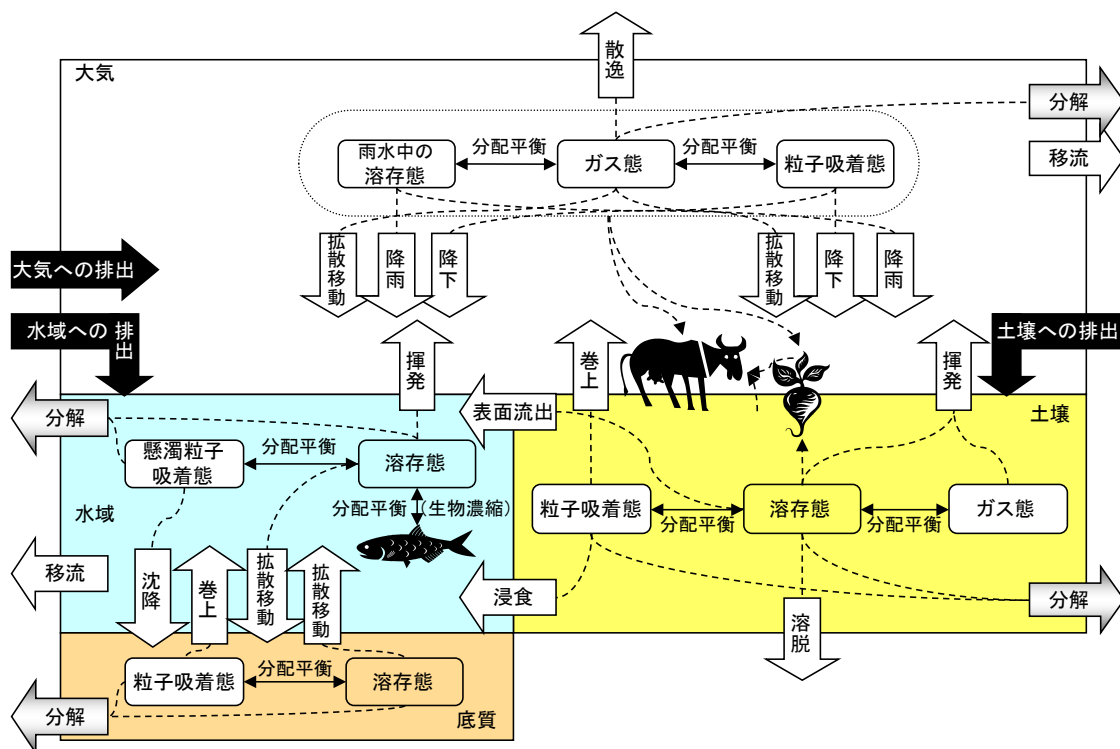 散逸
大気
分解
移流
雨水中の
溶存態
分配平衡
ガス態
分配平衡
粒子吸着態
拡散移動
降雨
降下
拡散移動
降下
降雨
大気への排出
水域への 排
出
土壌への排出
揮発
巻上
揮発
分解
表面流出
土壌
懸濁粒子
吸着態
分配平衡
溶存態
分配平衡(生物濃縮)
水域
粒子吸着態
分配平衡
溶存態
分配平衡
ガス態
移流
沈降
巻上
拡散移動
拡散移動
浸食
分解
溶脱
粒子吸着態
分配平衡
溶存態
分解
底質